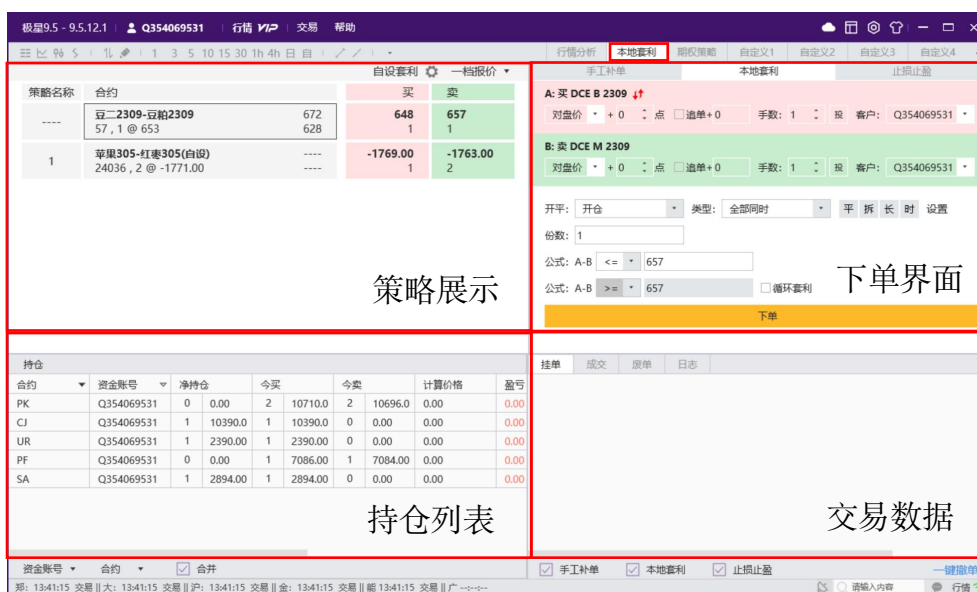 极星9.5 - 9.5.12.1 Q354069531 行情 VIP 交易 帮助
1 3 5 10 15 30 1h 4h 日 自 行情分析 本地套利 期权策略 自定义1 自定义2 自定义3 自定义4
自设套利 一档报价
策略名称 合约 买 卖
---- 豆二2309-豆粕2309 672 648 657
57 , 1 @ 653 628 1 1
1 苹果305-红枣305(自设) ---- -1769.00 -1763.00
24036 , 2 @ -1771.00 ---- 1 2
策略展示
手工补单 本地套利 止损止盈
A: 买 DCE B 2309
对盘价 + 0 点 追单+0 手数: 1 投 客户: Q354069531
B: 卖 DCE M 2309
对盘价 + 0 点 追单+0 手数: 1 投 客户: Q354069531
开平: 开仓 类型: 全部同时 平 拆 长 时 设置
份数: 1
公式: A-B <= 657
公式: A-B >= 657 循环套利
下单界面
下单
持仓
合约 资金账号 净持仓 今买 今卖 计算价格 盈亏
PK Q354069531 0 0.00 2 10710.0 2 10696.0 0.00 0.00
CJ Q354069531 1 10390.0 1 10390.0 0 0.00 0.00 0.00
UR Q354069531 1 2390.00 1 2390.00 0 0.00 0.00 0.00
PF Q354069531 0 0.00 1 7086.00 1 7084.00 0.00 0.00
SA Q354069531 1 2894.00 1 2894.00 0 0.00 0.00 0.00
持仓列表
挂单 成交 废单 日志
交易数据
资金账号 合约 合并 手工补单 本地套利 止损止盈 一键撤单
郑: 13:41:15 交易 || 大: 13:41:15 交易 || 沪: 13:41:15 交易 || 金: 13:41:15 交易 || 能 13:41:15 交易 || 广 --:--:-- 请输入内容 行情